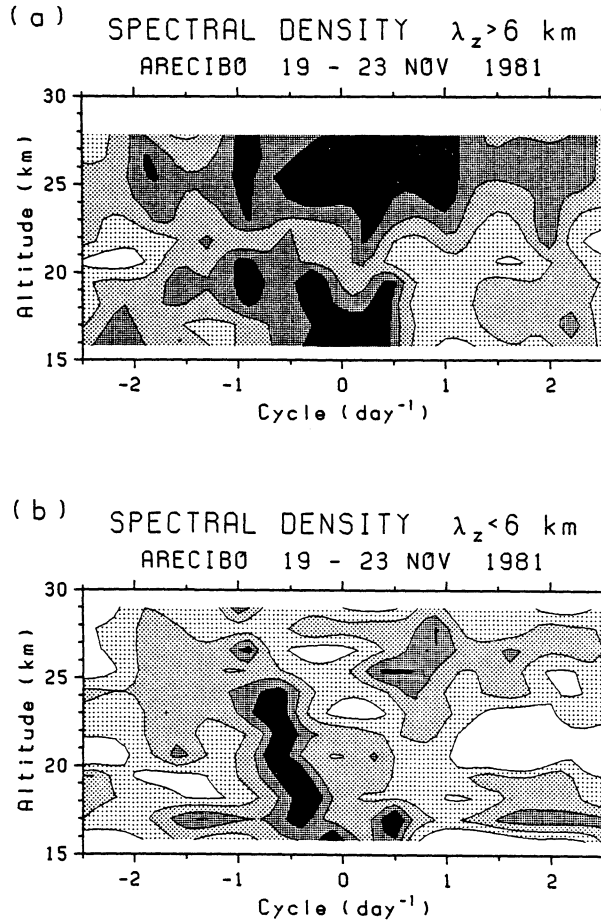 (a)
SPECTRAL DENSITY λz>6 km
ARECIBO 19 - 23 NOV 1981
30
25
20
15
Altitude (km)
-2 -1 0 1 2
Cycle (day⁻¹)
(b)
SPECTRAL DENSITY λz<6 km
ARECIBO 19 - 23 NOV 1981
30
25
20
15
Altitude (km)
-2 -1 0 1 2
Cycle (day⁻¹)